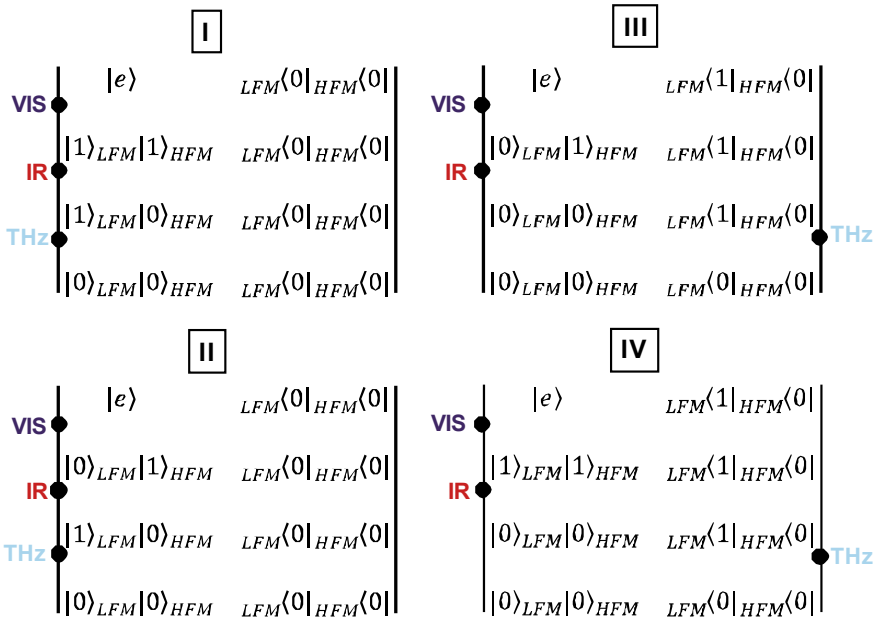 I
|e⟩ LFM⟨0|HFM⟨0|
VIS
|1⟩LFM|1⟩HFM LFM⟨0|HFM⟨0|
IR
|1⟩LFM|0⟩HFM LFM⟨0|HFM⟨0|
THz
|0⟩LFM|0⟩HFM LFM⟨0|HFM⟨0|
III
|e⟩ LFM⟨1|HFM⟨0|
VIS
|0⟩LFM|1⟩HFM LFM⟨1|HFM⟨0|
IR
|0⟩LFM|0⟩HFM LFM⟨1|HFM⟨0|
THz
|0⟩LFM|0⟩HFM LFM⟨0|HFM⟨0|
II
|e⟩ LFM⟨0|HFM⟨0|
VIS
|0⟩LFM|1⟩HFM LFM⟨0|HFM⟨0|
IR
|1⟩LFM|0⟩HFM LFM⟨0|HFM⟨0|
THz
|0⟩LFM|0⟩HFM LFM⟨0|HFM⟨0|
IV
|e⟩ LFM⟨1|HFM⟨0|
VIS
|1⟩LFM|1⟩HFM LFM⟨1|HFM⟨0|
IR
|0⟩LFM|0⟩HFM LFM⟨1|HFM⟨0|
THz
|0⟩LFM|0⟩HFM LFM⟨0|HFM⟨0|